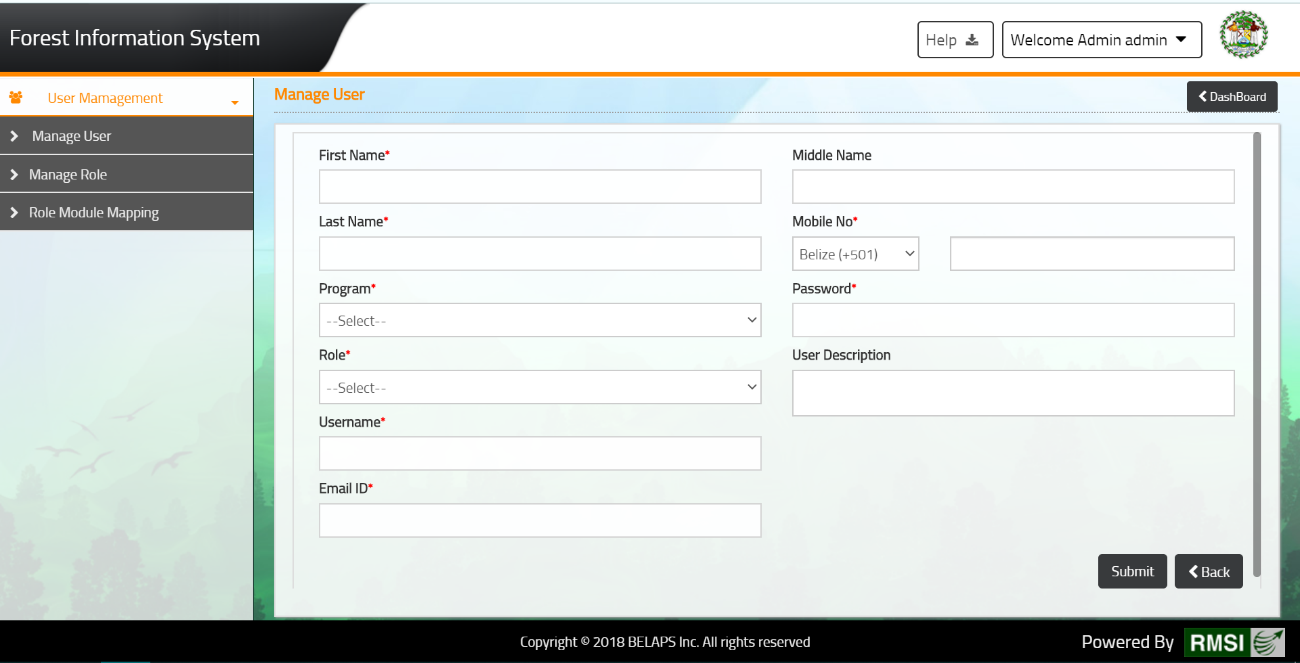 Forest Information System
Help
Welcome Admin admin
User Mamagement
Manage User
Manage Role
Role Module Mapping
Manage User
DashBoard
First Name*
Middle Name
Last Name*
Mobile No*
Belize (+501)
Program*
--Select--
Password*
Role*
--Select--
User Description
Username*
Email ID*
Submit
Back
Copyright © 2018 BELAPS Inc. All rights reserved
Powered By RMSI